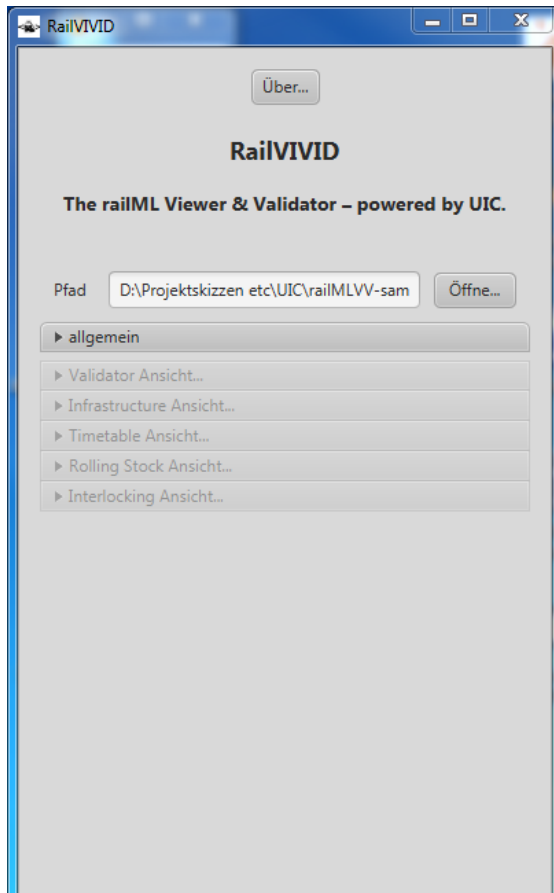 RailVIVID
Über...
RailVIVID
The railML Viewer & Validator – powered by UIC.
Pfad D:\Projektskizzen etc\UIC\railMLVV-sam Öffne...
allgemein
Validator Ansicht...
Infrastructure Ansicht...
Timetable Ansicht...
Rolling Stock Ansicht...
Interlocking Ansicht...